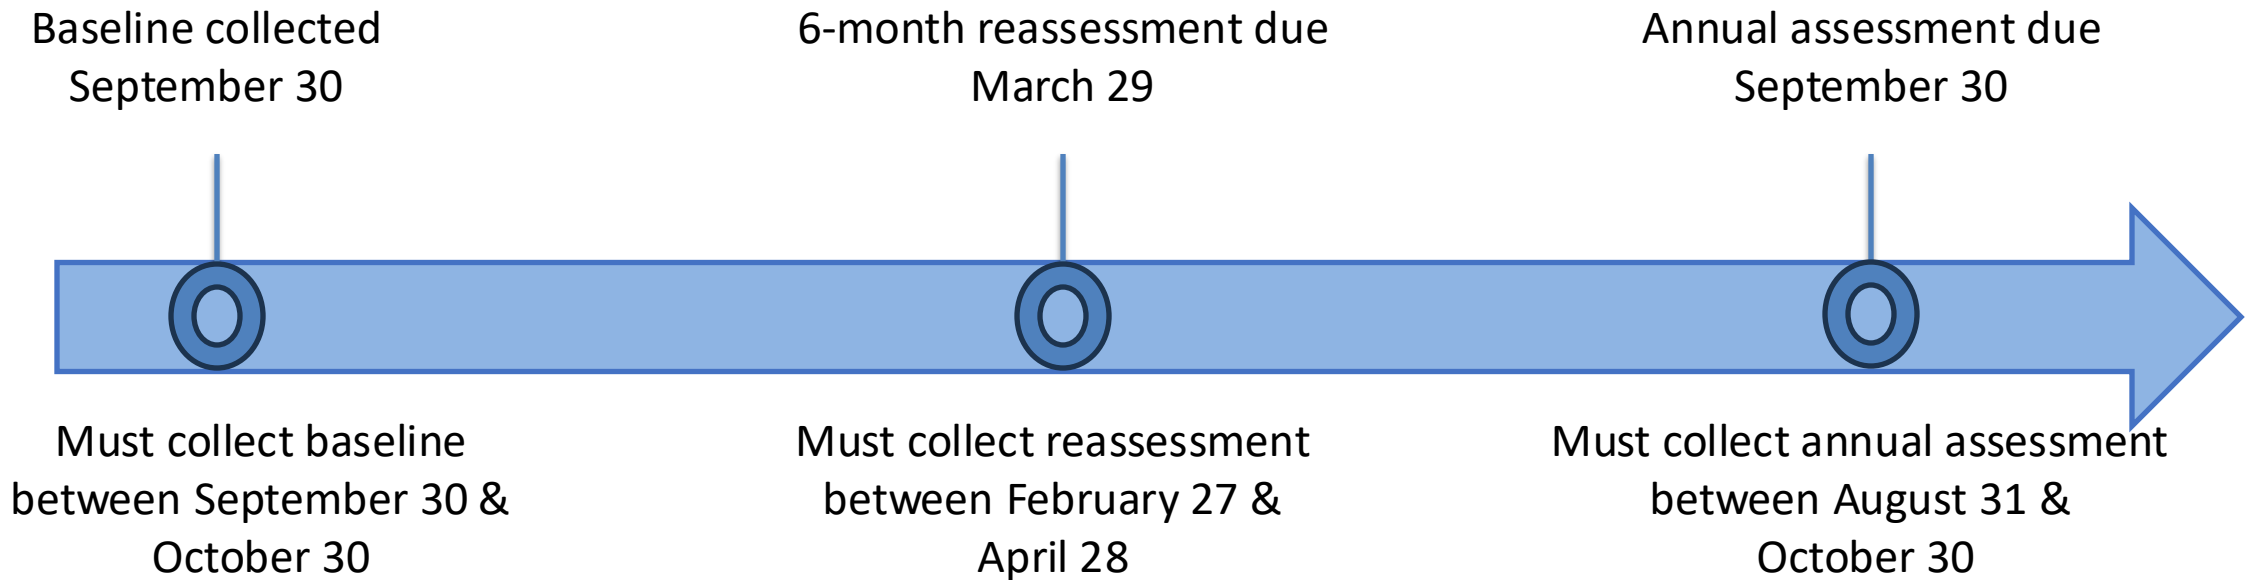 Baseline collected
September 30
6-month reassessment due
March 29
Annual assessment due
September 30
Must collect baseline
between September 30 &
October 30
Must collect reassessment
between February 27 &
April 28
Must collect annual assessment
between August 31 &
October 30